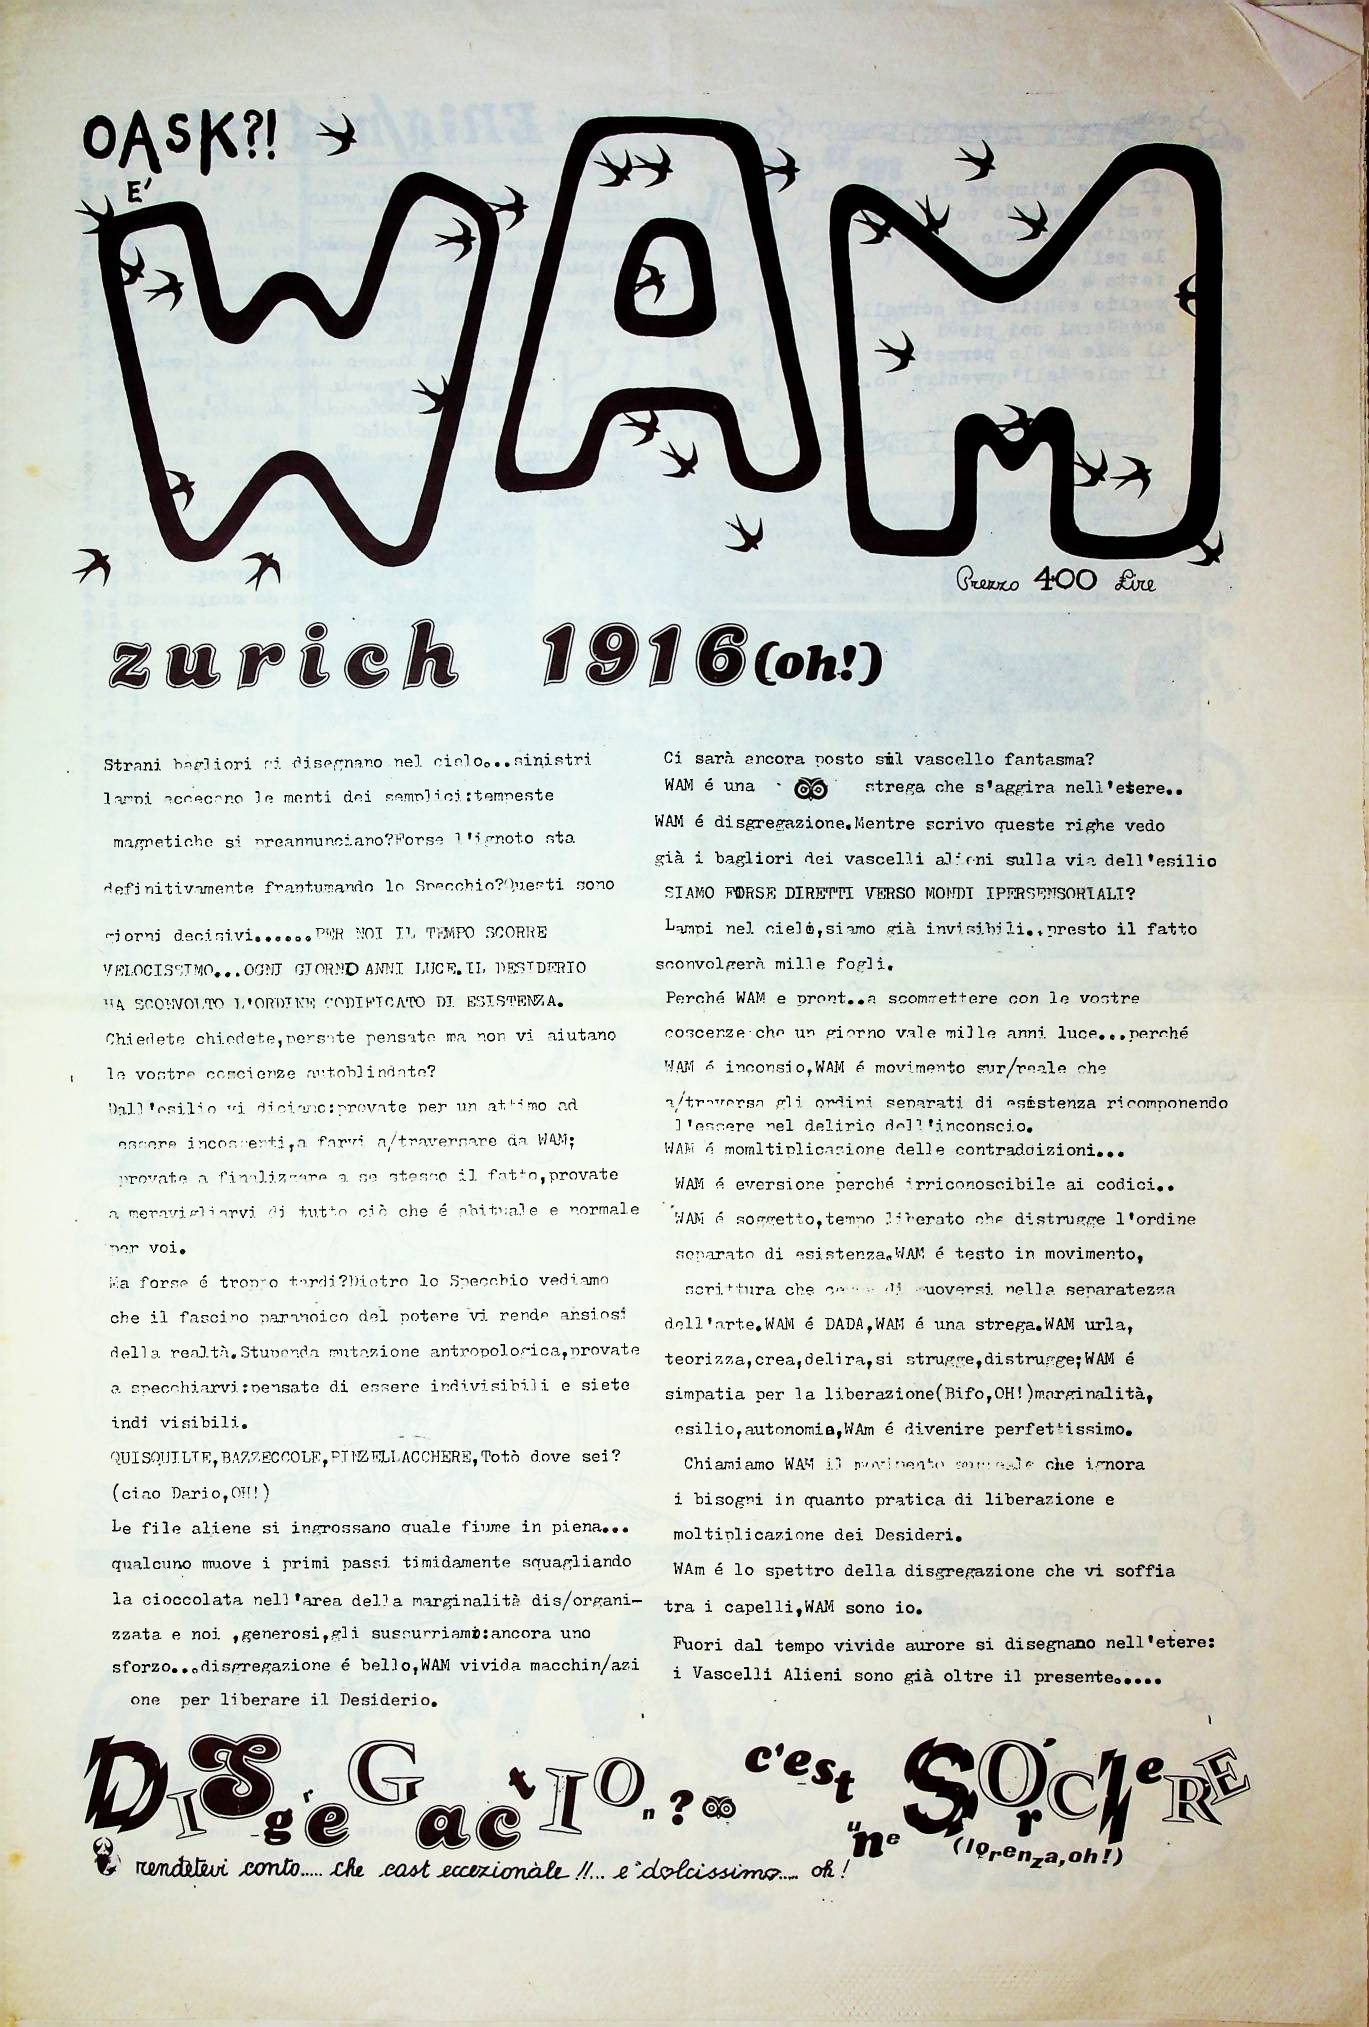 OASK?!
E'
WAM
Prezzo 400 Lire
zurich 1916(oh!)
Strani bagliori si disegnano nel cielo...sinistri
lampi accecano le menti dei semplici:tempeste
magnetiche si preannunciano?Forse l'ignoto sta
definitivamente frantumando lo Specchio?Questi sono
giorni decisivi......PER NOI IL TEMPO SCORRE
VELOCISSIMO...OGNI GIORNO ANNI LUCE.IL DESIDERIO
HA SCONVOLTO L'ORDINE CODIFICATO DI ESISTENZA.
Chiedete chiedete,pensate pensate ma non vi aiutano
le vostre coscienze autoblindate?
Dall'esilio vi diciamo:provate per un attimo ad
essere incoscenti,a farvi a/traversare da WAM;
provate a finalizzare a se stesso il fatto,provate
a meravigliarvi di tutto ciò che é abituale e normale
per voi.
Ma forse é troppo tardi?Dietro lo Specchio vediamo
che il fascino paranoico del potere vi rende ansiosi
della realtà.Stupenda mutazione antropologica,provate
a specchiarvi:pensate di essere indivisibili e siete
indi visibili.
QUISQUILIE,BAZZECCOLE,PINZELLACCHERE,Totò dove sei?
(ciao Dario,OH!)
Le file aliene si ingrossano quale fiume in piena...
qualcuno muove i primi passi timidamente squagliando
la cioccolata nell'area della marginalità dis/organi-
zzata e noi ,generosi,gli sussurriamo:ancora uno
sforzo...disgregazione é bello,WAM vivida macchin/azi
one per liberare il Desiderio.
Ci sarà ancora posto sul vascello fantasma?
WAM é una strega che s'aggira nell'etere..
WAM é disgregazione.Mentre scrivo queste righe vedo
già i bagliori dei vascelli alieni sulla via dell'esilio
SIAMO FORSE DIRETTI VERSO MONDI IPERSENSORIALI?
Lampi nel cielo,siamo già invisibili..presto il fatto
sconvolgerà mille fogli.
Perché WAM e pront..a scommettere con le vostre
coscenze che un giorno vale mille anni luce...perché
WAM é inconsio,WAM é movimento sur/reale che
a/traversa gli ordini separati di esistenza ricomponendo
l'essere nel delirio dell'inconscio.
WAM é momltiplicazione delle contraddizioni...
WAM é eversione perché irriconoscibile ai codici..
WAM é soggetto,tempo liberato che distrugge l'ordine
separato di esistenza.WAM é testo in movimento,
scrittura che di muoversi nella separatezza
dell'arte.WAM é DADA,WAM é una strega.WAM urla,
teorizza,crea,delira,si strugge,distrugge;WAM é
simpatia per la liberazione(Bifo,OH!)marginalità,
esilio,autonomia,WAm é divenire perfettissimo.
Chiamiamo WAM il movimento surreale che ignora
i bisogni in quanto pratica di liberazione e
moltiplicazione dei Desideri.
WAm é lo spettro della disgregazione che vi soffia
tra i capelli,WAM sono io.
Fuori dal tempo vivide aurore si disegnano nell'etere:
i Vascelli Alieni sono già oltre il presente.....
DISgreGactIOn? c'est une SOrC1eRE
(lorenza,oh!)
rendetevi conto..... che east eccezionale !!... e' dolcissimo..... oh!